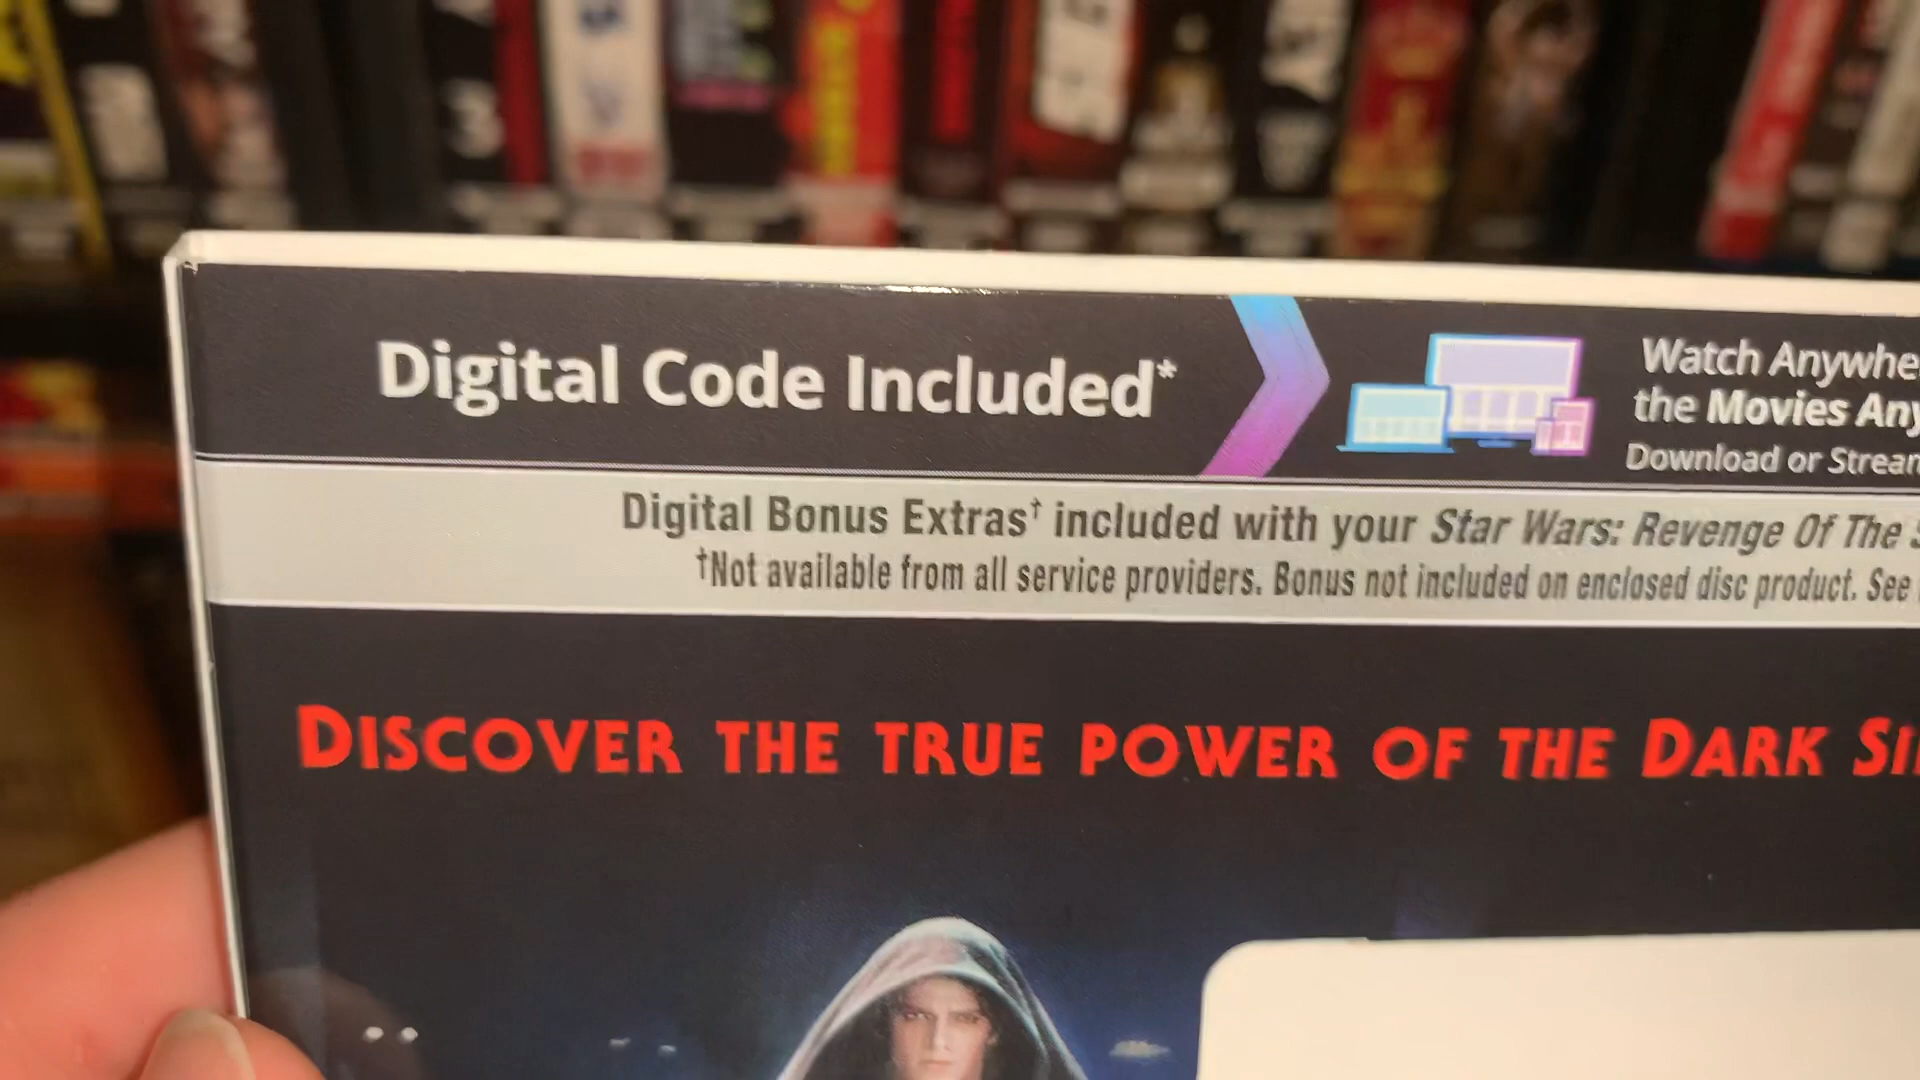 Digital Code Included*
Watch Anywhe
the Movies Any
Download or Stream
Digital Bonus Extras† included with your Star Wars: Revenge Of The S
†Not available from all service providers. Bonus not included on enclosed disc product. See
DISCOVER THE TRUE POWER OF THE DARK SI